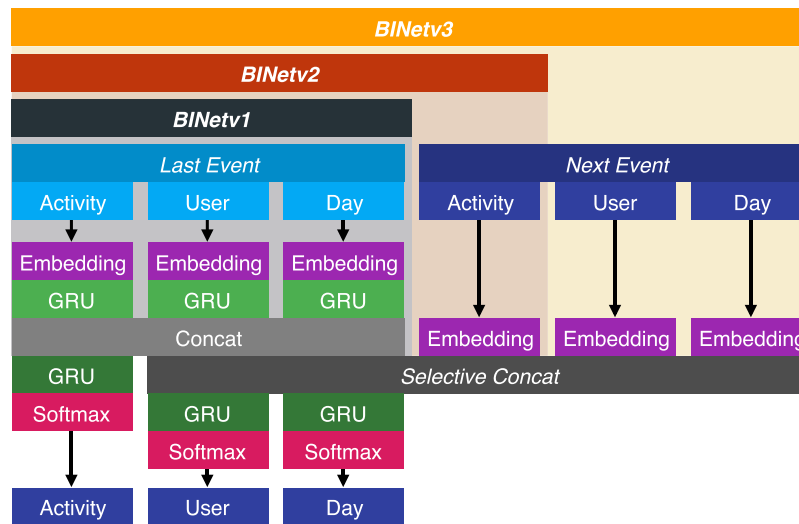 BINetv3
BINetv2
BINetv1
Last Event Next Event
Activity User Day Activity User Day
Embedding Embedding Embedding
GRU GRU GRU
Concat Embedding Embedding Embedding
GRU Selective Concat
Softmax GRU GRU
Softmax Softmax
Activity User Day